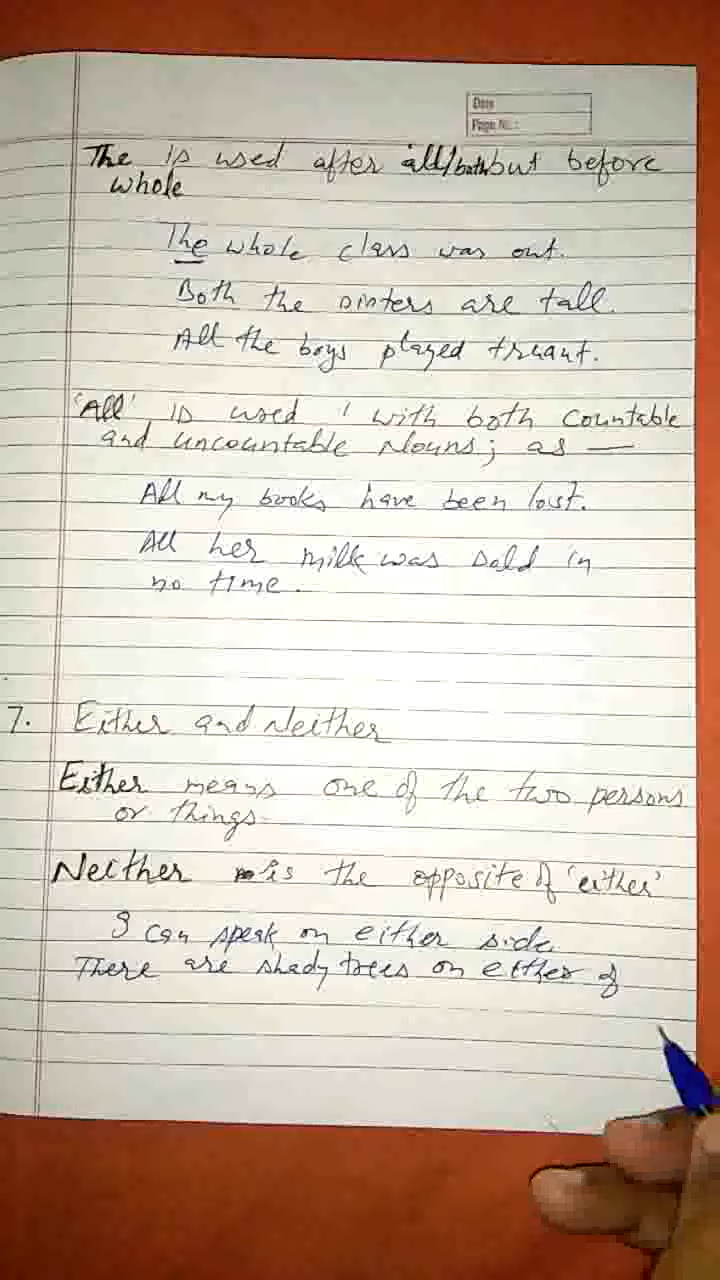 Date
Page No.:
The is used after all/both but before
whole
The whole class was out.
Both the sisters are tall.
All the boys played truant.
'All' is used with both countable
and uncountable Nouns; as —
All my books have been lost.
All her milk was sold in
no time.
7. Either and Neither
Either means one of the two persons
or things.
Neither is the opposite of 'either'
I can speak on either side.
There are shady trees on either of